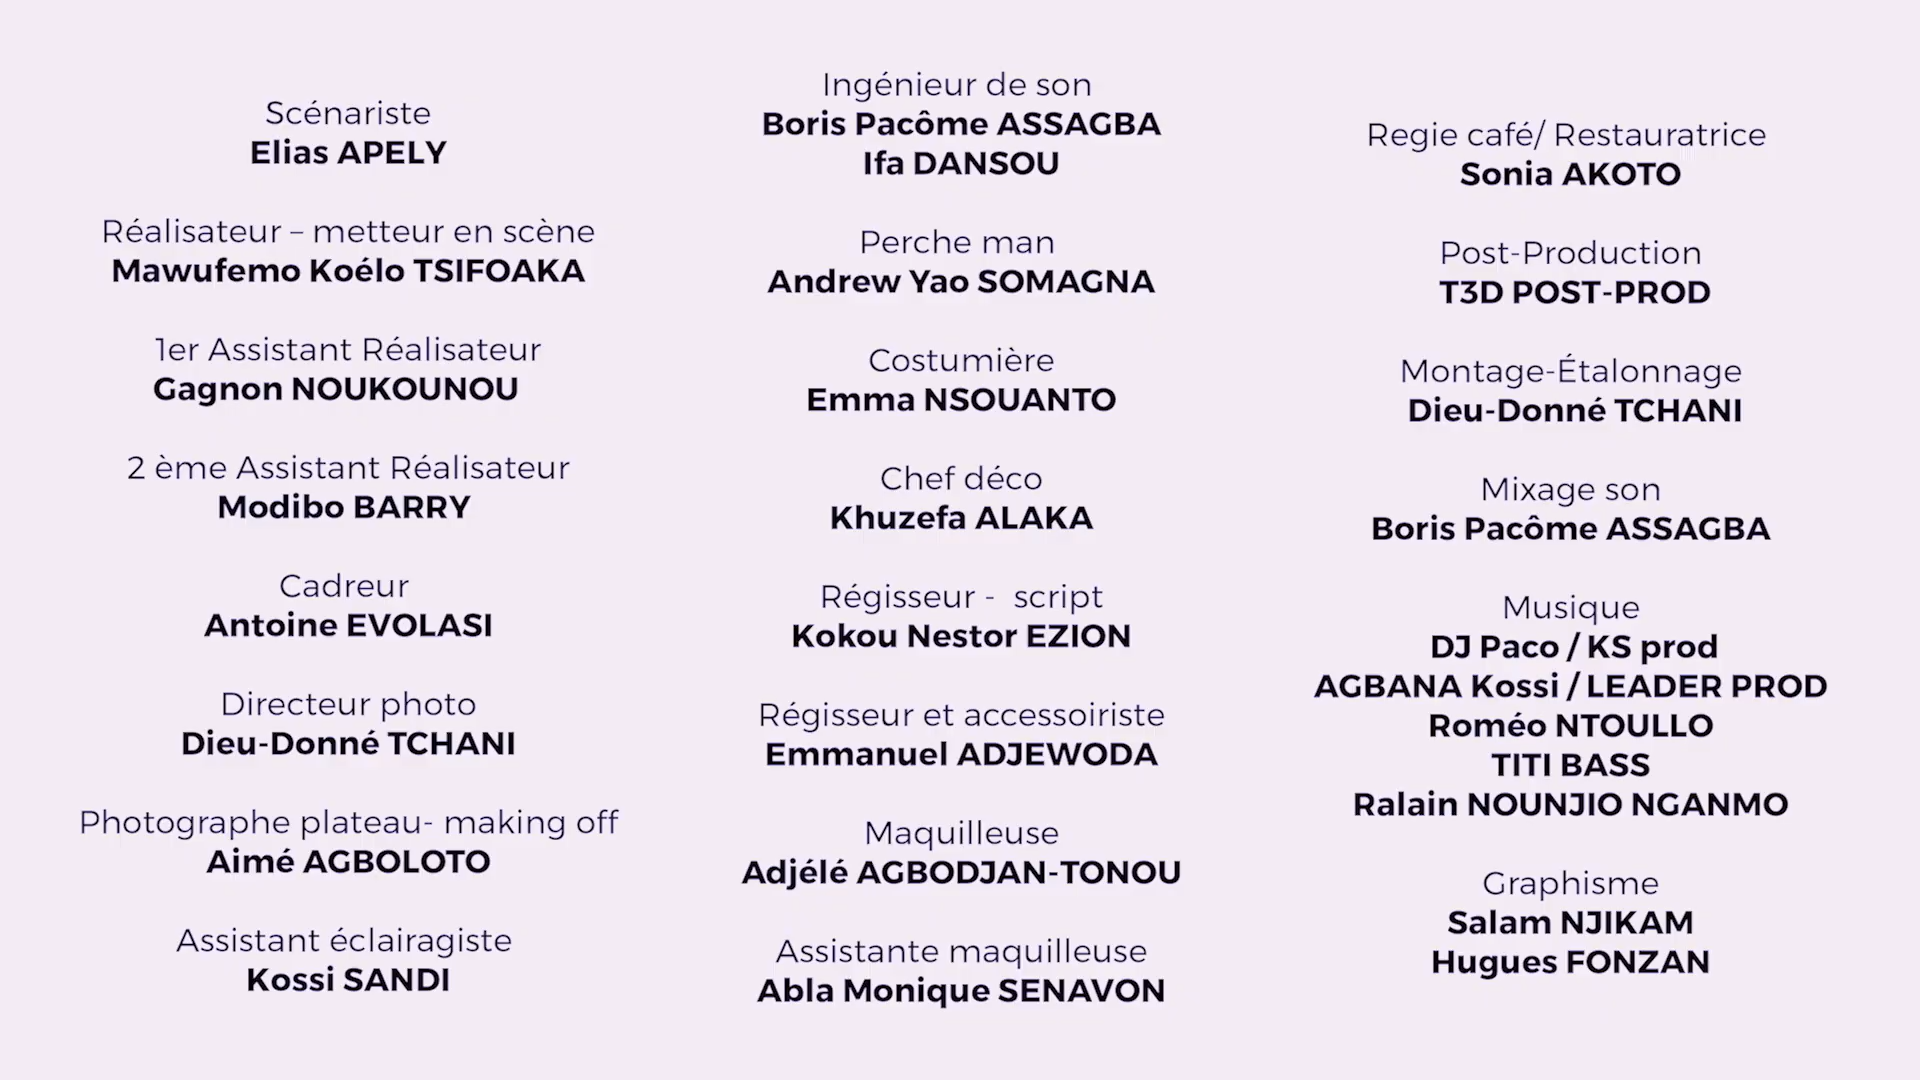 Scénariste
Elias APELY
Réalisateur – metteur en scène
Mawufemo Koélo TSIFOAKA
1er Assistant Réalisateur
Gagnon NOUKOUNOU
2 ème Assistant Réalisateur
Modibo BARRY
Cadreur
Antoine EVOLASI
Directeur photo
Dieu-Donné TCHANI
Photographe plateau- making off
Aimé AGBOLOTO
Assistant éclairagiste
Kossi SANDI
Ingénieur de son
Boris Pacôme ASSAGBA
Ifa DANSOU
Perche man
Andrew Yao SOMAGNA
Costumière
Emma NSOUANTO
Chef déco
Khuzefa ALAKA
Régisseur -  script
Kokou Nestor EZION
Régisseur et accessoiriste
Emmanuel ADJEWODA
Maquilleuse
Adjélé AGBODJAN-TONOU
Assistante maquilleuse
Abla Monique SENAVON
Regie café/ Restauratrice
Sonia AKOTO
Post-Production
T3D POST-PROD
Montage-Étalonnage
Dieu-Donné TCHANI
Mixage son
Boris Pacôme ASSAGBA
Musique
DJ Paco / KS prod
AGBANA Kossi / LEADER PROD
Roméo NTOULLO
TITI BASS
Ralain NOUNJIO NGANMO
Graphisme
Salam NJIKAM
Hugues FONZAN